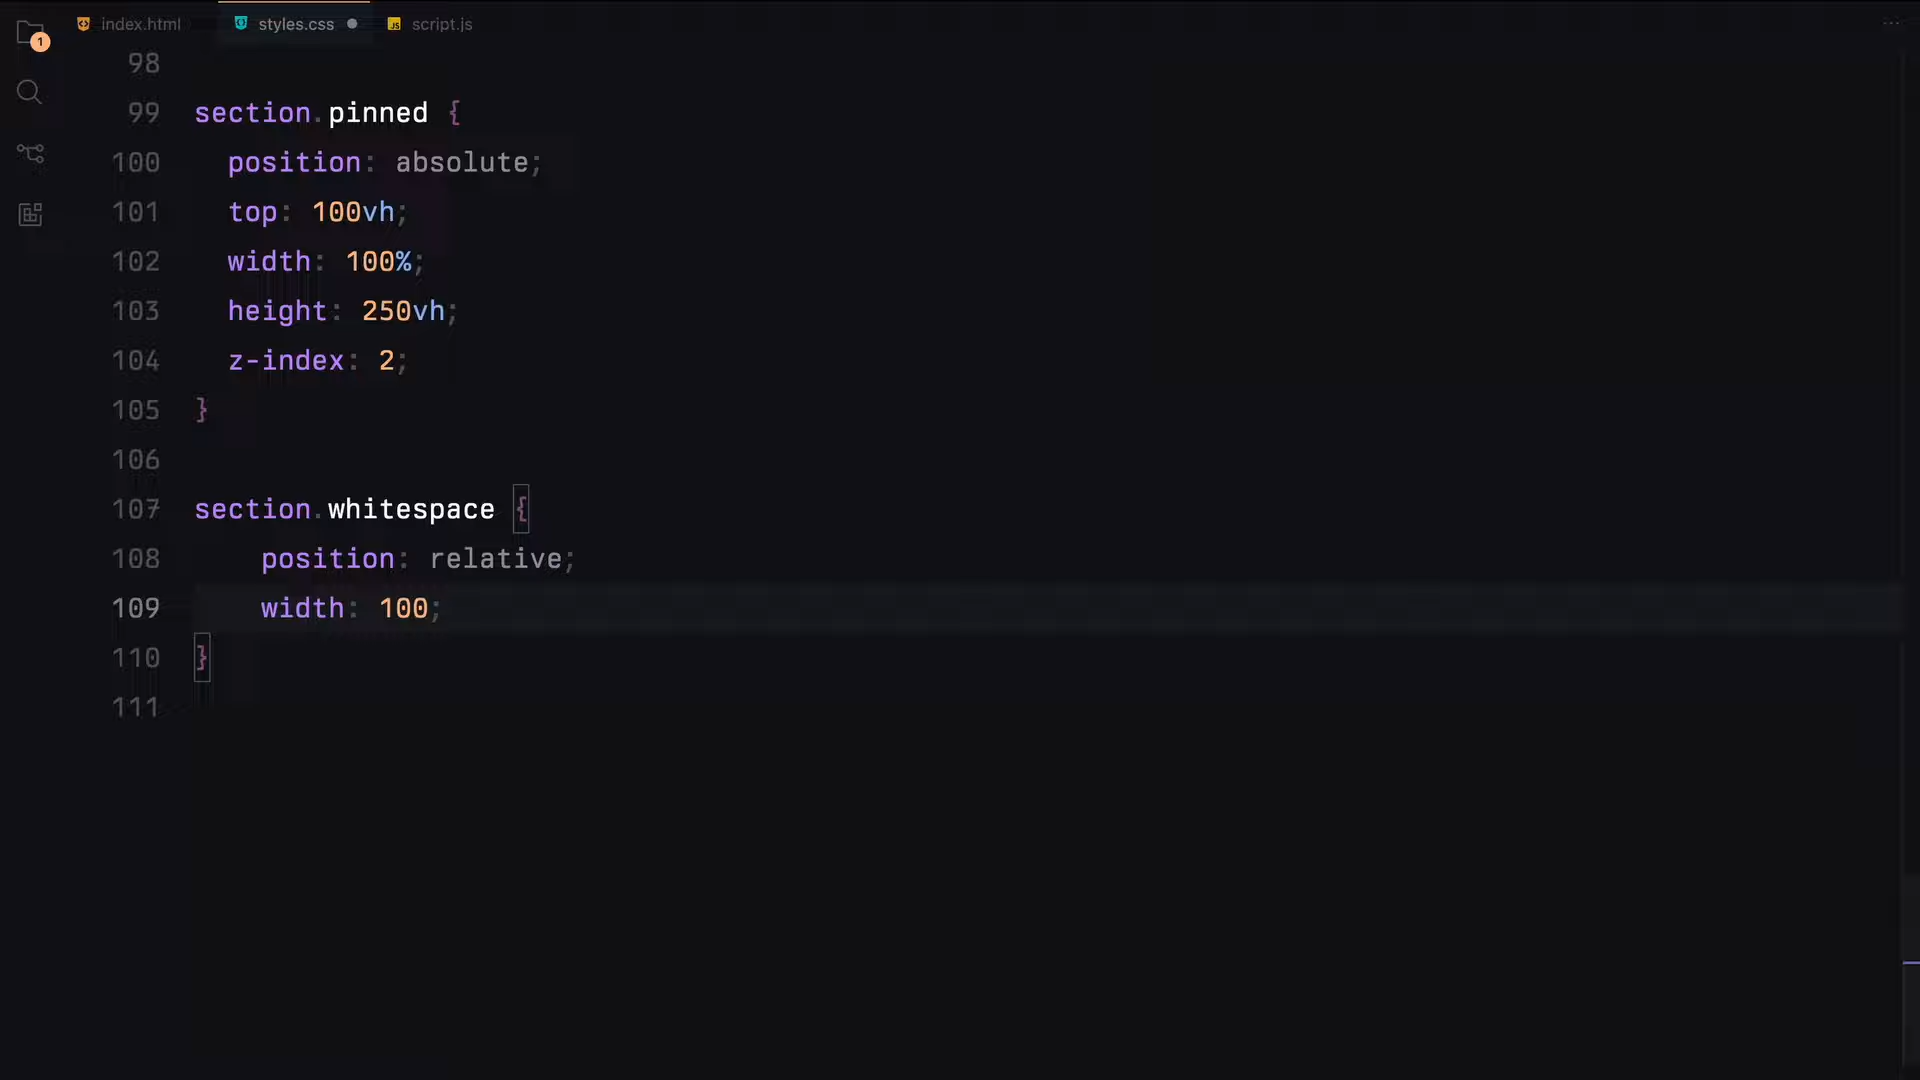 index.html styles.css script.js
1
98
99 section.pinned {
100 position: absolute;
101 top: 100vh;
102 width: 100%;
103 height: 250vh;
104 z-index: 2;
105 }
106
107 section.whitespace {
108 position: relative;
109 width: 100;
110 }
111